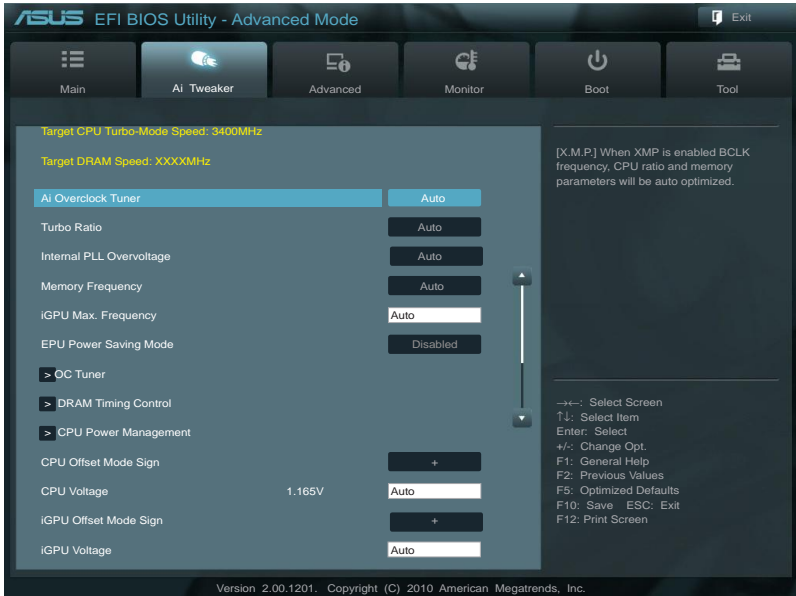 ASUS EFI BIOS Utility - Advanced Mode
Exit
Main
Ai Tweaker
Advanced
Monitor
Boot
Tool
Target CPU Turbo-Mode Speed: 3400MHz
Target DRAM Speed: XXXXMHz
Ai Overclock Tuner Auto
Turbo Ratio Auto
Internal PLL Overvoltage Auto
Memory Frequency Auto
iGPU Max. Frequency Auto
EPU Power Saving Mode Disabled
> OC Tuner
> DRAM Timing Control
> CPU Power Management
CPU Offset Mode Sign +
CPU Voltage 1.165V Auto
iGPU Offset Mode Sign +
iGPU Voltage Auto
[X.M.P.] When XMP is enabled BCLK
frequency, CPU ratio and memory
parameters will be auto optimized.
→←: Select Screen
↑↓: Select Item
Enter: Select
+/-: Change Opt.
F1: General Help
F2: Previous Values
F5: Optimized Defaults
F10: Save ESC: Exit
F12: Print Screen
Version 2.00.1201. Copyright (C) 2010 American Megatrends, Inc.